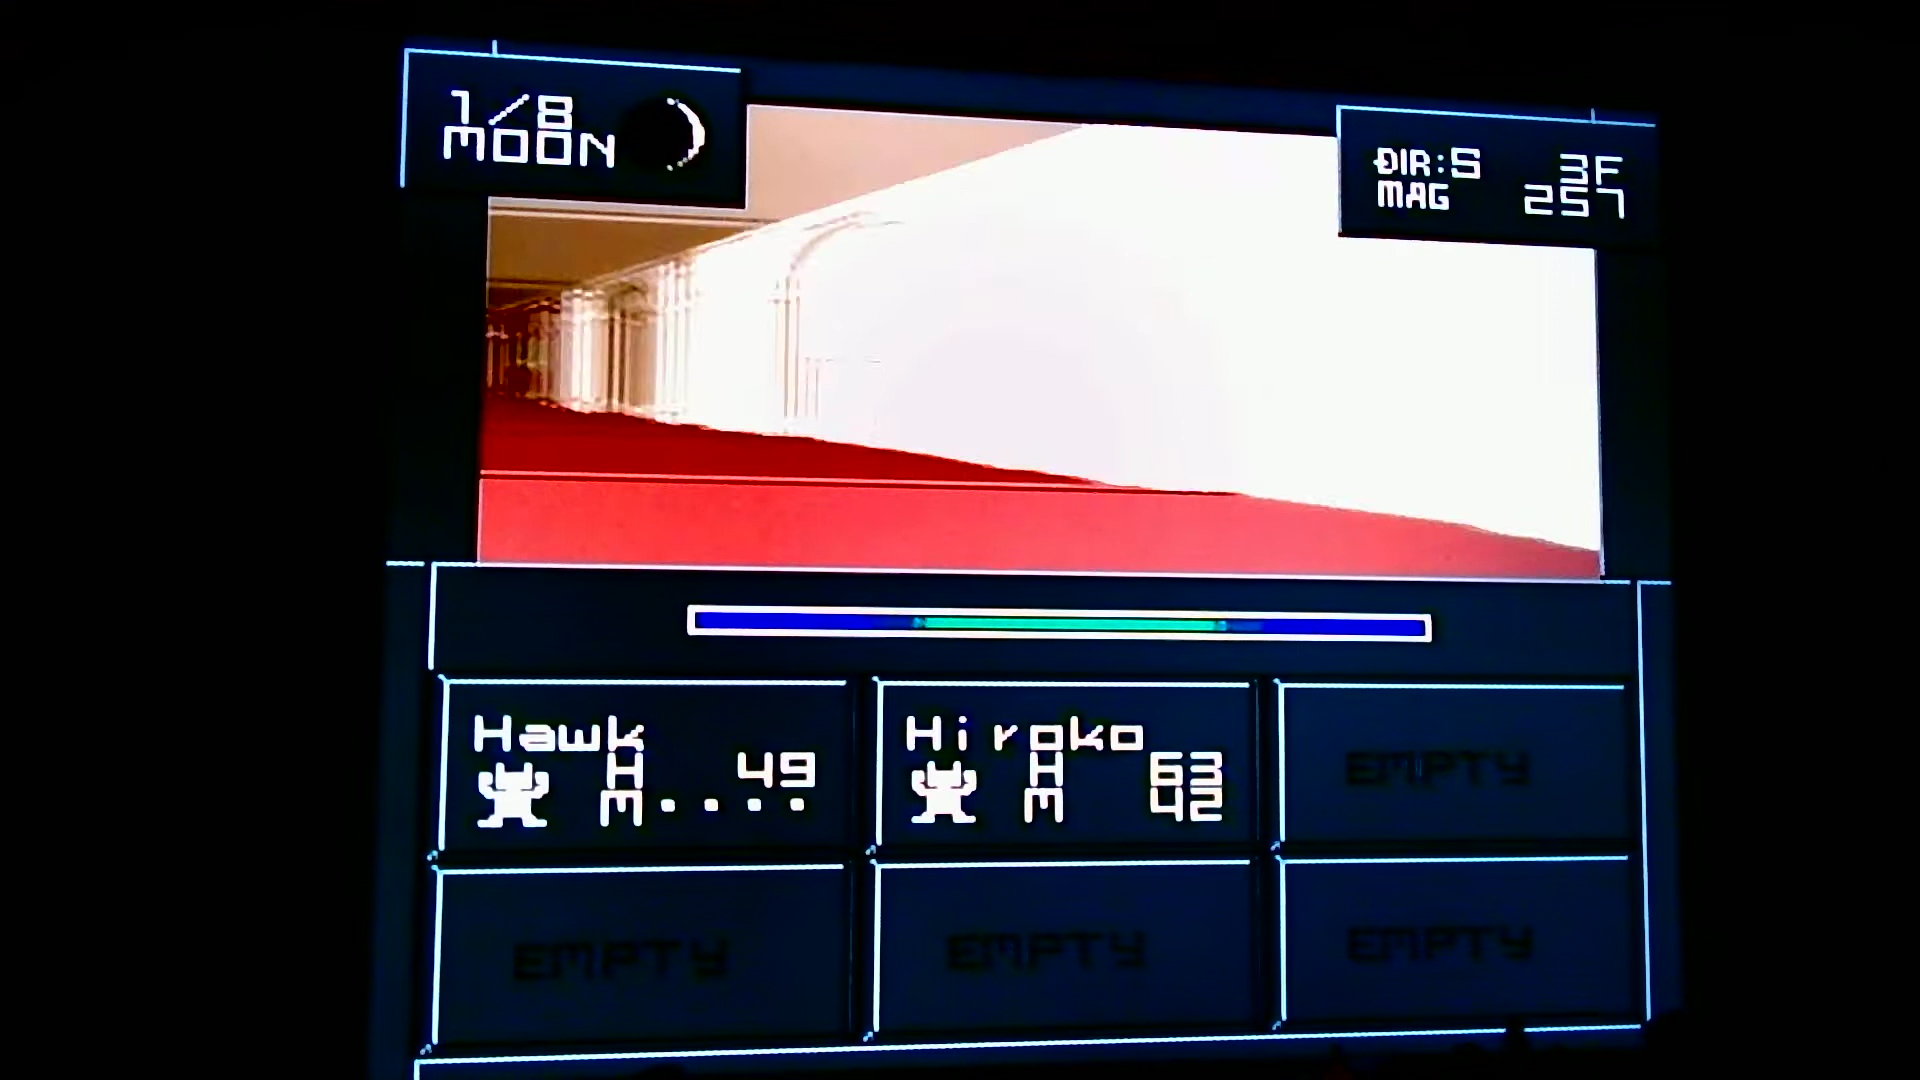 1/8
MOON
DIR:S 3F
MAG 257
Hawk
H 49
M....
Hiroko
H 63
M 42
EMPTY
EMPTY
EMPTY
EMPTY